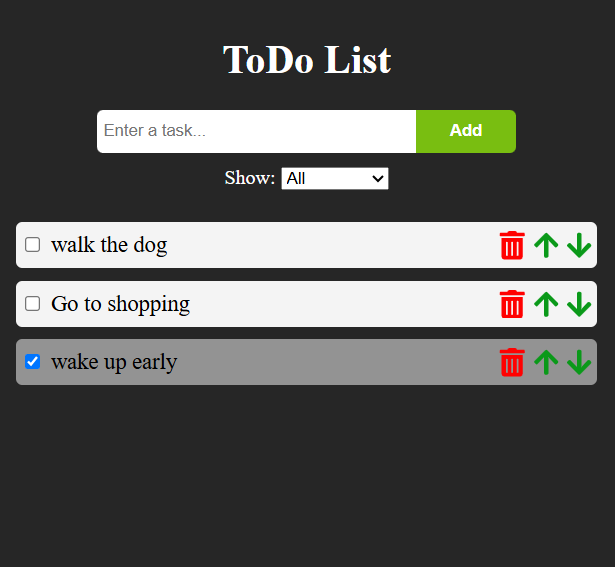 ToDo List
Enter a task...
Add
Show: All
walk the dog
Go to shopping
wake up early